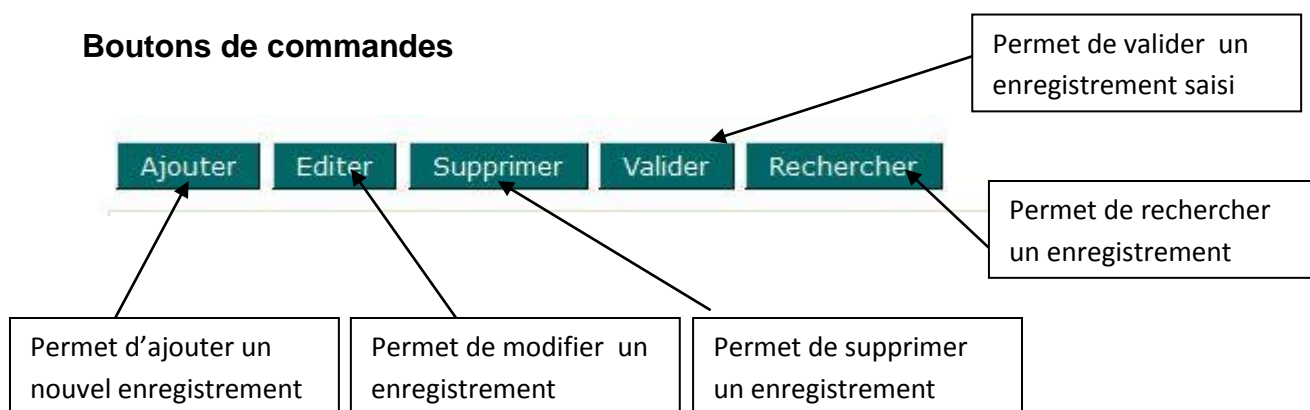 Boutons de commandes
Permet de valider un
enregistrement saisi
Ajouter Editer Supprimer Valider Rechercher
Permet de rechercher
un enregistrement
Permet d’ajouter un
nouvel enregistrement
Permet de modifier un
enregistrement
Permet de supprimer
un enregistrement